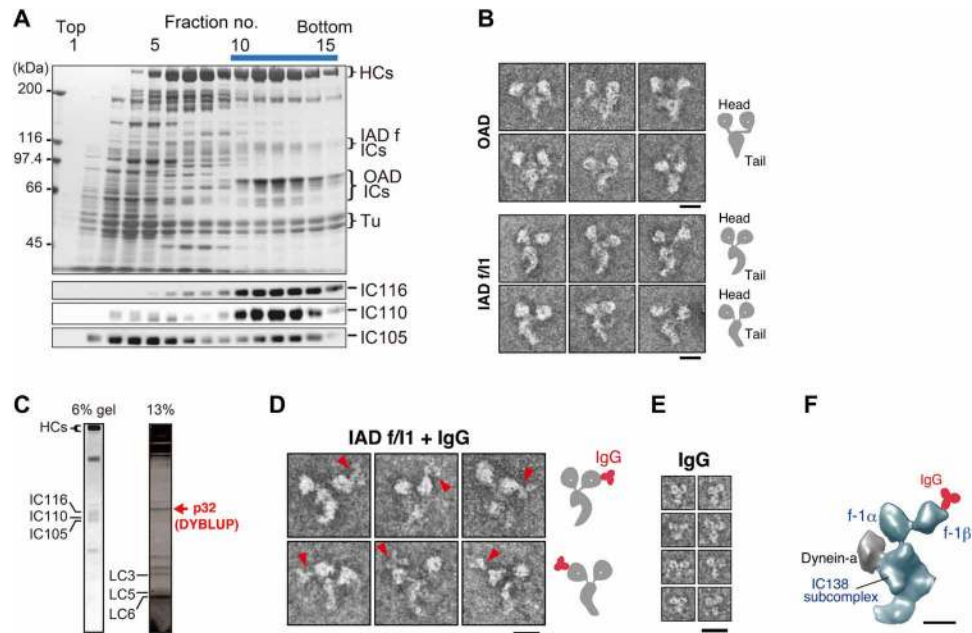 A
Top
Fraction no.
Bottom
1
5
10
15
(kDa)
200
116
97.4
66
45
HCs
IAD f
ICs
OAD
ICs
Tu
IC116
IC110
IC105
B
OAD
Head
Tail
IAD f/I1
Head
Tail
Head
Tail
C
6% gel
13%
HCs
IC116
IC110
IC105
p32
(DYBLUP)
LC3
LC5
LC6
D
IAD f/I1 + IgG
IgG
E
IgG
F
IgG
f-1α
f-1β
Dynein-a
IC138
subcomplex